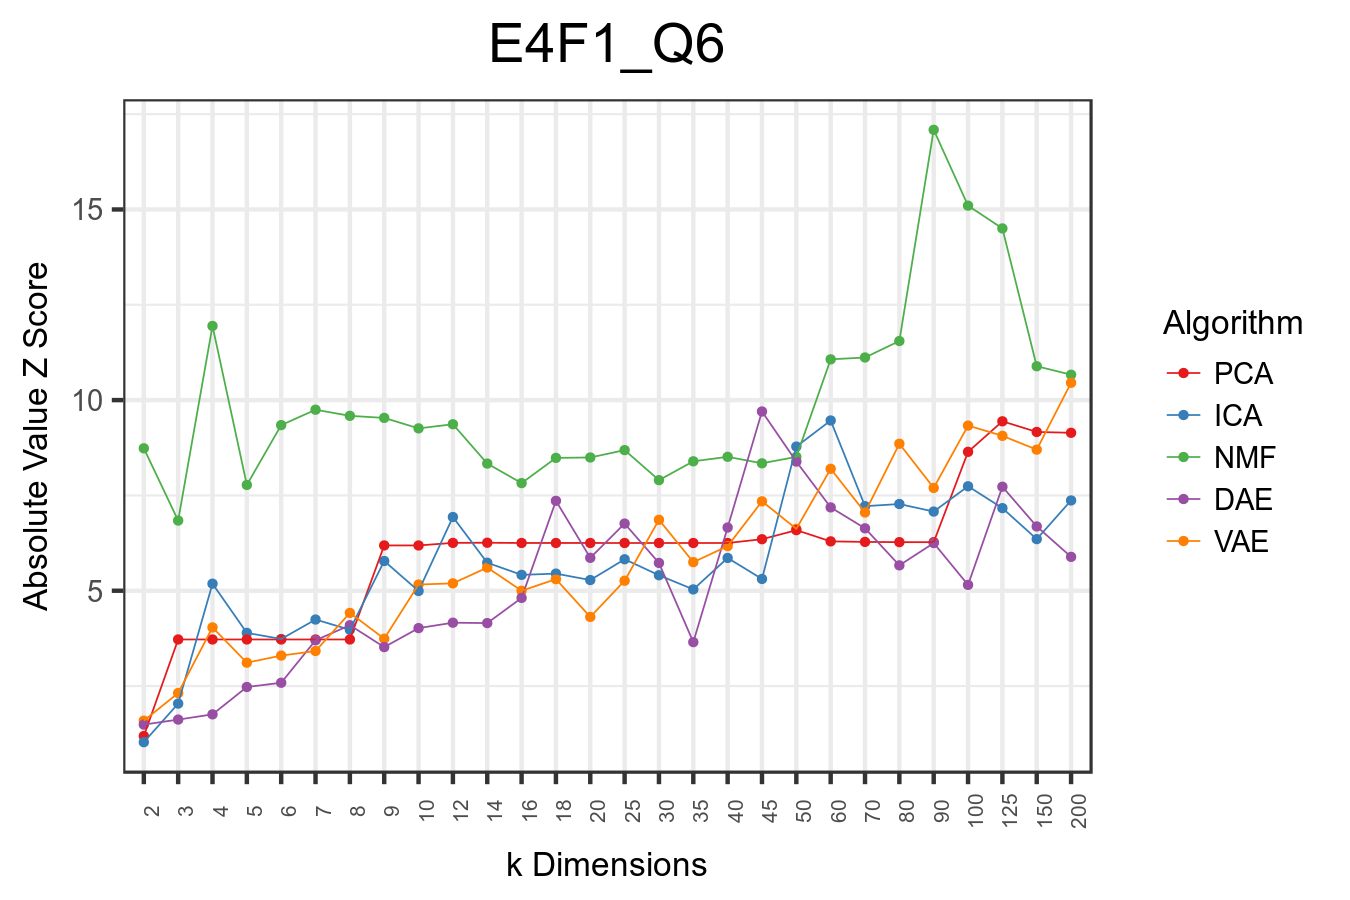 E4F1_Q6
Absolute Value Z Score
15
10
5
2 3 4 5 6 7 8 9 10 12 14 16 18 20 25 30 35 40 45 50 60 70 80 90 100 125 150 200
k Dimensions
Algorithm
PCA
ICA
NMF
DAE
VAE